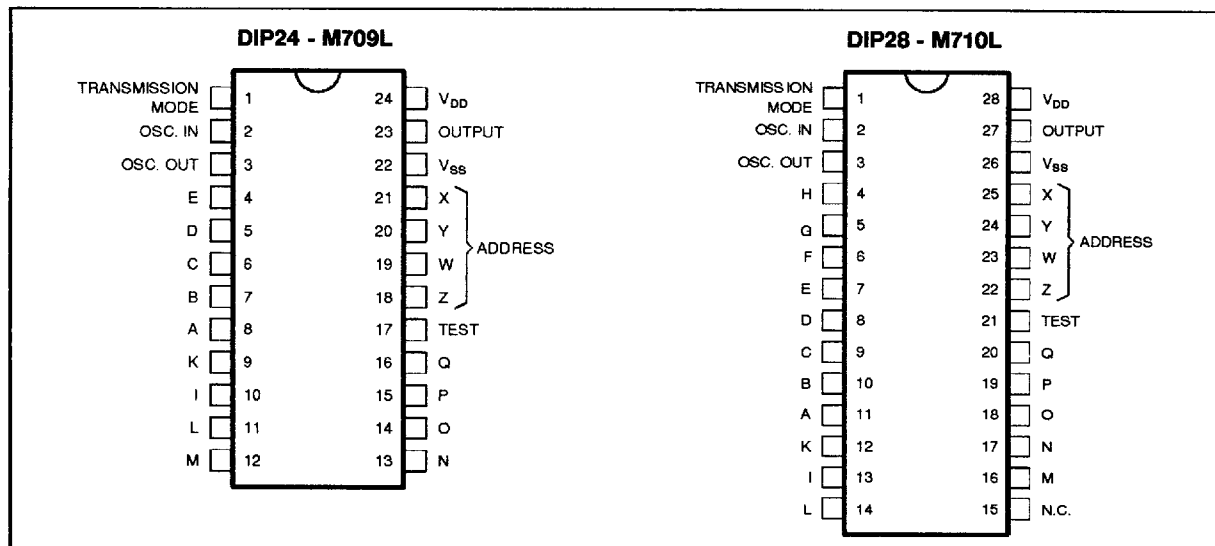 DIP24 - M709L
TRANSMISSION MODE 1 24 VDD
OSC. IN 2 23 OUTPUT
OSC. OUT 3 22 VSS
E 4 21 X
D 5 20 Y
ADDRESS
C 6 19 W
B 7 18 Z
A 8 17 TEST
K 9 16 Q
I 10 15 P
L 11 14 O
M 12 13 N
DIP28 - M710L
TRANSMISSION MODE 1 28 VDD
OSC. IN 2 27 OUTPUT
OSC. OUT 3 26 VSS
H 4 25 X
G 5 24 Y
ADDRESS
F 6 23 W
E 7 22 Z
D 8 21 TEST
C 9 20 Q
B 10 19 P
A 11 18 O
K 12 17 N
I 13 16 M
L 14 15 N.C.